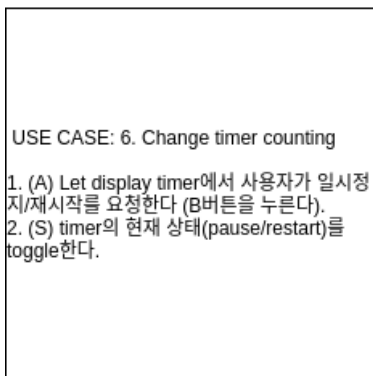 USE CASE: 6. Change timer counting
1. (A) Let display timer에서 사용자가 일시정
지/재시작를 요청한다 (B버튼을 누른다).
2. (S) timer의 현재 상태(pause/restart)를
toggle한다.